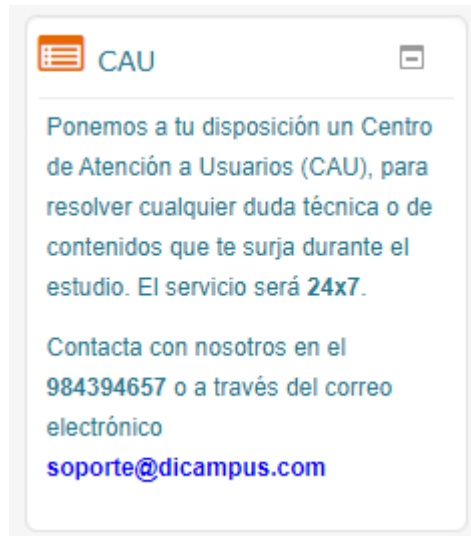 CAU
Ponemos a tu disposición un Centro
de Atención a Usuarios (CAU), para
resolver cualquier duda técnica o de
contenidos que te surja durante el
estudio. El servicio será 24x7.
Contacta con nosotros en el
984394657 o a través del correo
electrónico
soporte@dicampus.com